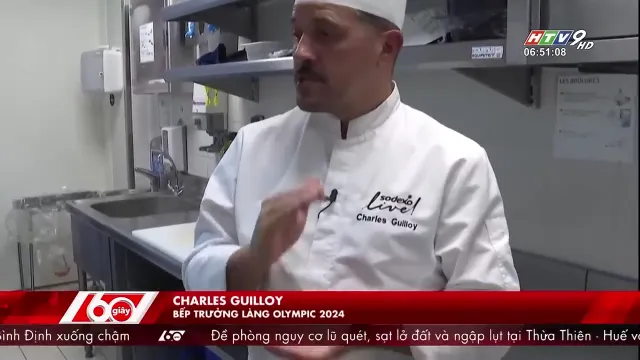 HTV9 HD
06:51:08
LES BROCHURES
sodexo
live!
Charles Guilloy
60 giây
CHARLES GUILLOY
BẾP TRƯỞNG LÀNG OLYMPIC 2024
Bình Định xuống chậm Đề phòng nguy cơ lũ quét, sạt lở đất và ngập lụt tại Thừa Thiên - Huế v